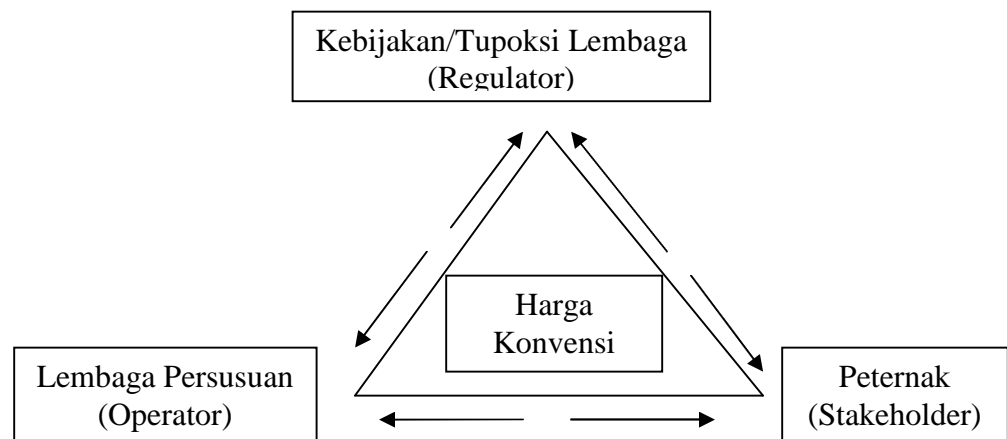 Kebijakan/Tupoksi Lembaga
(Regulator)
Harga
Konvensi
Lembaga Persusuan
(Operator)
Peternak
(Stakeholder)